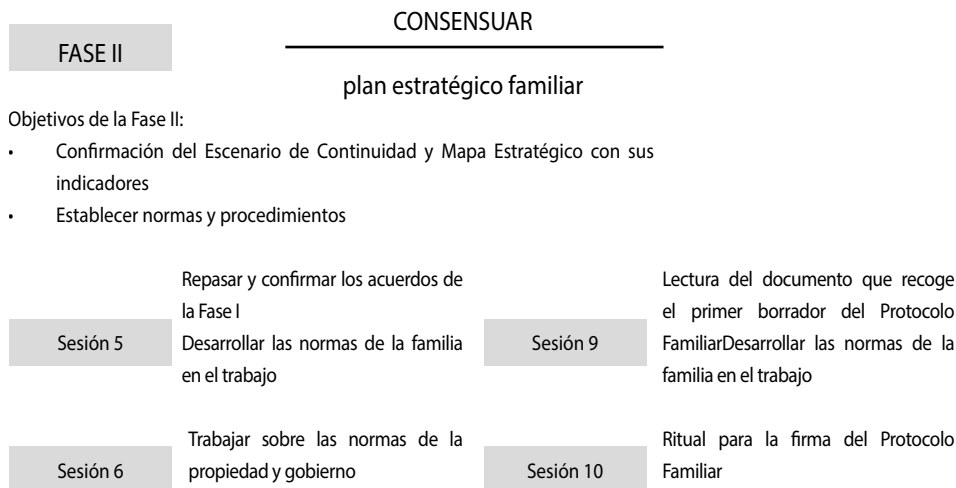 CONSENSUAR
FASE II
plan estratégico familiar
Objetivos de la Fase II:
• Confirmación del Escenario de Continuidad y Mapa Estratégico con sus
indicadores
• Establecer normas y procedimientos
Sesión 5
Repasar y confirmar los acuerdos de
la Fase I
Desarrollar las normas de la familia
en el trabajo
Sesión 9
Lectura del documento que recoge
el primer borrador del Protocolo
FamiliarDesarrollar las normas de la
familia en el trabajo
Sesión 6
Trabajar sobre las normas de la
propiedad y gobierno
Sesión 10
Ritual para la firma del Protocolo
Familiar